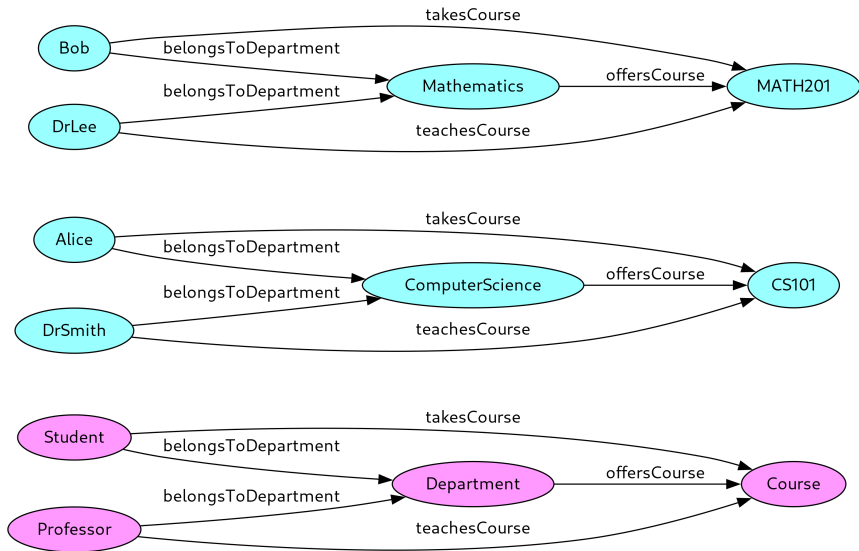 takesCourse
Bob
belongsToDepartment
offersCourse
Mathematics
MATH201
belongsToDepartment
DrLee
teachesCourse
takesCourse
Alice
belongsToDepartment
offersCourse
ComputerScience
CS101
belongsToDepartment
DrSmith
teachesCourse
takesCourse
Student
belongsToDepartment
offersCourse
Department
Course
belongsToDepartment
Professor
teachesCourse